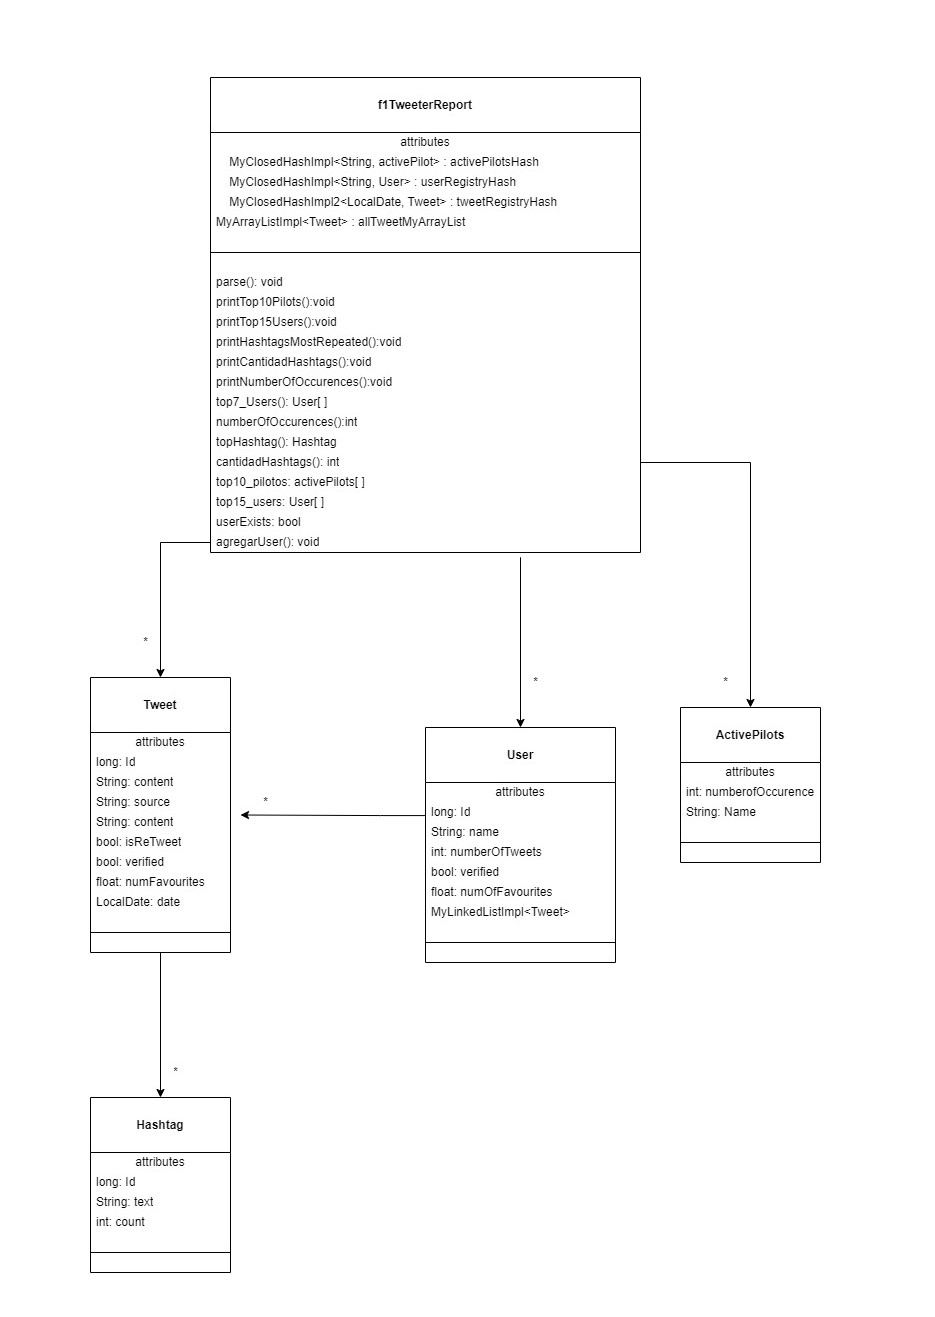 f1TweeterReport
attributes
MyClosedHashImpl<String, activePilot> : activePilotsHash
MyClosedHashImpl<String, User> : userRegistryHash
MyClosedHashImpl2<LocalDate, Tweet> : tweetRegistryHash
MyArrayListImpl<Tweet> : allTweetMyArrayList
parse(): void
printTop10Pilots():void
printTop15Users():void
printHashtagsMostRepeated():void
printCantidadHashtags():void
printNumberOfOccurences():void
top7_Users(): User[ ]
numberOfOccurences():int
topHashtag(): Hashtag
cantidadHashtags(): int
top10_pilotos: activePilots[ ]
top15_users: User[ ]
userExists: bool
agregarUser(): void
*
*
*
Tweet
attributes
long: Id
String: content
String: source
String: content
bool: isReTweet
bool: verified
float: numFavourites
LocalDate: date
*
User
attributes
long: Id
String: name
int: numberOfTweets
bool: verified
float: numOfFavourites
MyLinkedListImpl<Tweet>
ActivePilots
attributes
int: numberofOccurence
String: Name
*
Hashtag
attributes
long: Id
String: text
int: count